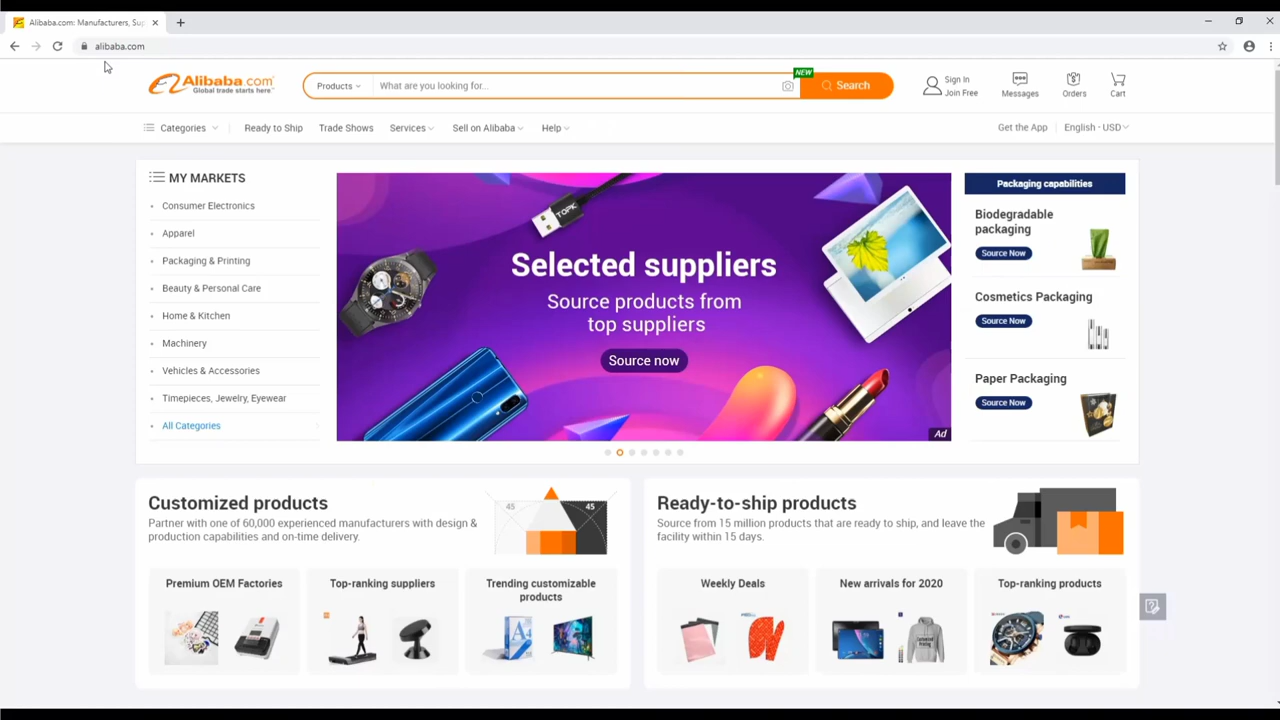 Alibaba.com: Manufacturers, Sup
alibaba.com
Alibaba.com
Global trade starts here™
Products
What are you looking for...
NEW
Search
Sign In
Join Free
Messages
Orders
Cart
Categories
Ready to Ship
Trade Shows
Services
Sell on Alibaba
Help
Get the App
English - USD
MY MARKETS
Consumer Electronics
Apparel
Packaging & Printing
Beauty & Personal Care
Home & Kitchen
Machinery
Vehicles & Accessories
Timepieces, Jewelry, Eyewear
All Categories
TOPK
Selected suppliers
Source products from
top suppliers
Source now
Ad
Packaging capabilities
Biodegradable
packaging
Source Now
Cosmetics Packaging
Source Now
Paper Packaging
Source Now
Customized products
Partner with one of 60,000 experienced manufacturers with design &
production capabilities and on-time delivery.
45
45
Premium OEM Factories
Top-ranking suppliers
Trending customizable
products
A4
Ready-to-ship products
Source from 15 million products that are ready to ship, and leave the
facility within 15 days.
Weekly Deals
New arrivals for 2020
Top-ranking products